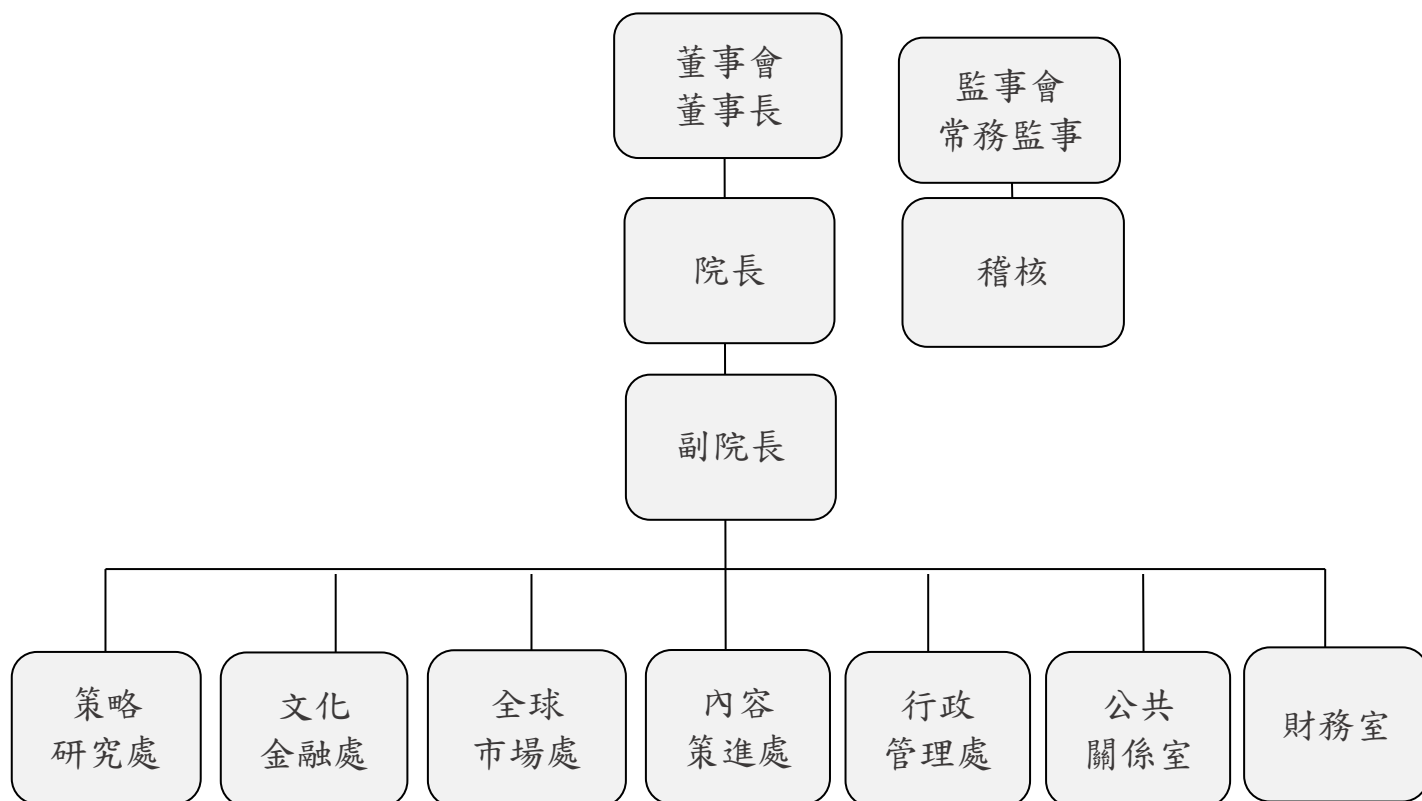 董事會
董事長
監事會
常務監事
院長
稽核
副院長
策略
研究處
文化
金融處
全球
市場處
內容
策進處
行政
管理處
公共
關係室
財務室